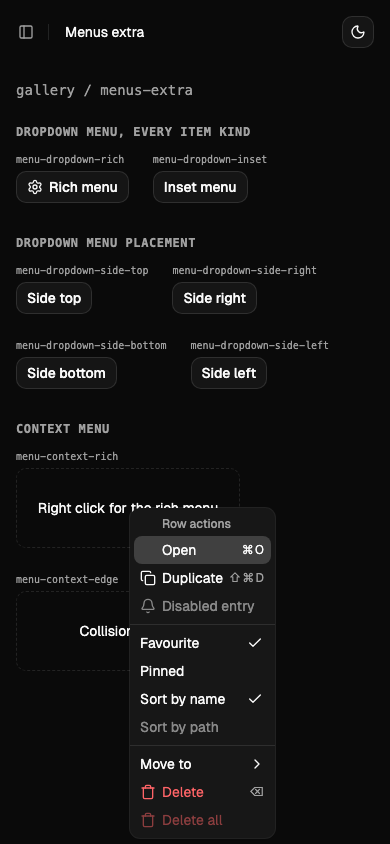 Menus extra
gallery / menus-extra
DROPDOWN MENU, EVERY ITEM KIND
menu-dropdown-rich menu-dropdown-inset
Rich menu Inset menu
DROPDOWN MENU PLACEMENT
menu-dropdown-side-top menu-dropdown-side-right
Side top Side right
menu-dropdown-side-bottom menu-dropdown-side-left
Side bottom Side left
CONTEXT MENU
menu-context-rich
Right click for the rich menu
menu-context-edge
Collision
Row actions
Open ⌘O
Duplicate ⇧⌘D
Disabled entry
Favourite
Pinned
Sort by name
Sort by path
Move to
Delete ⌫
Delete all